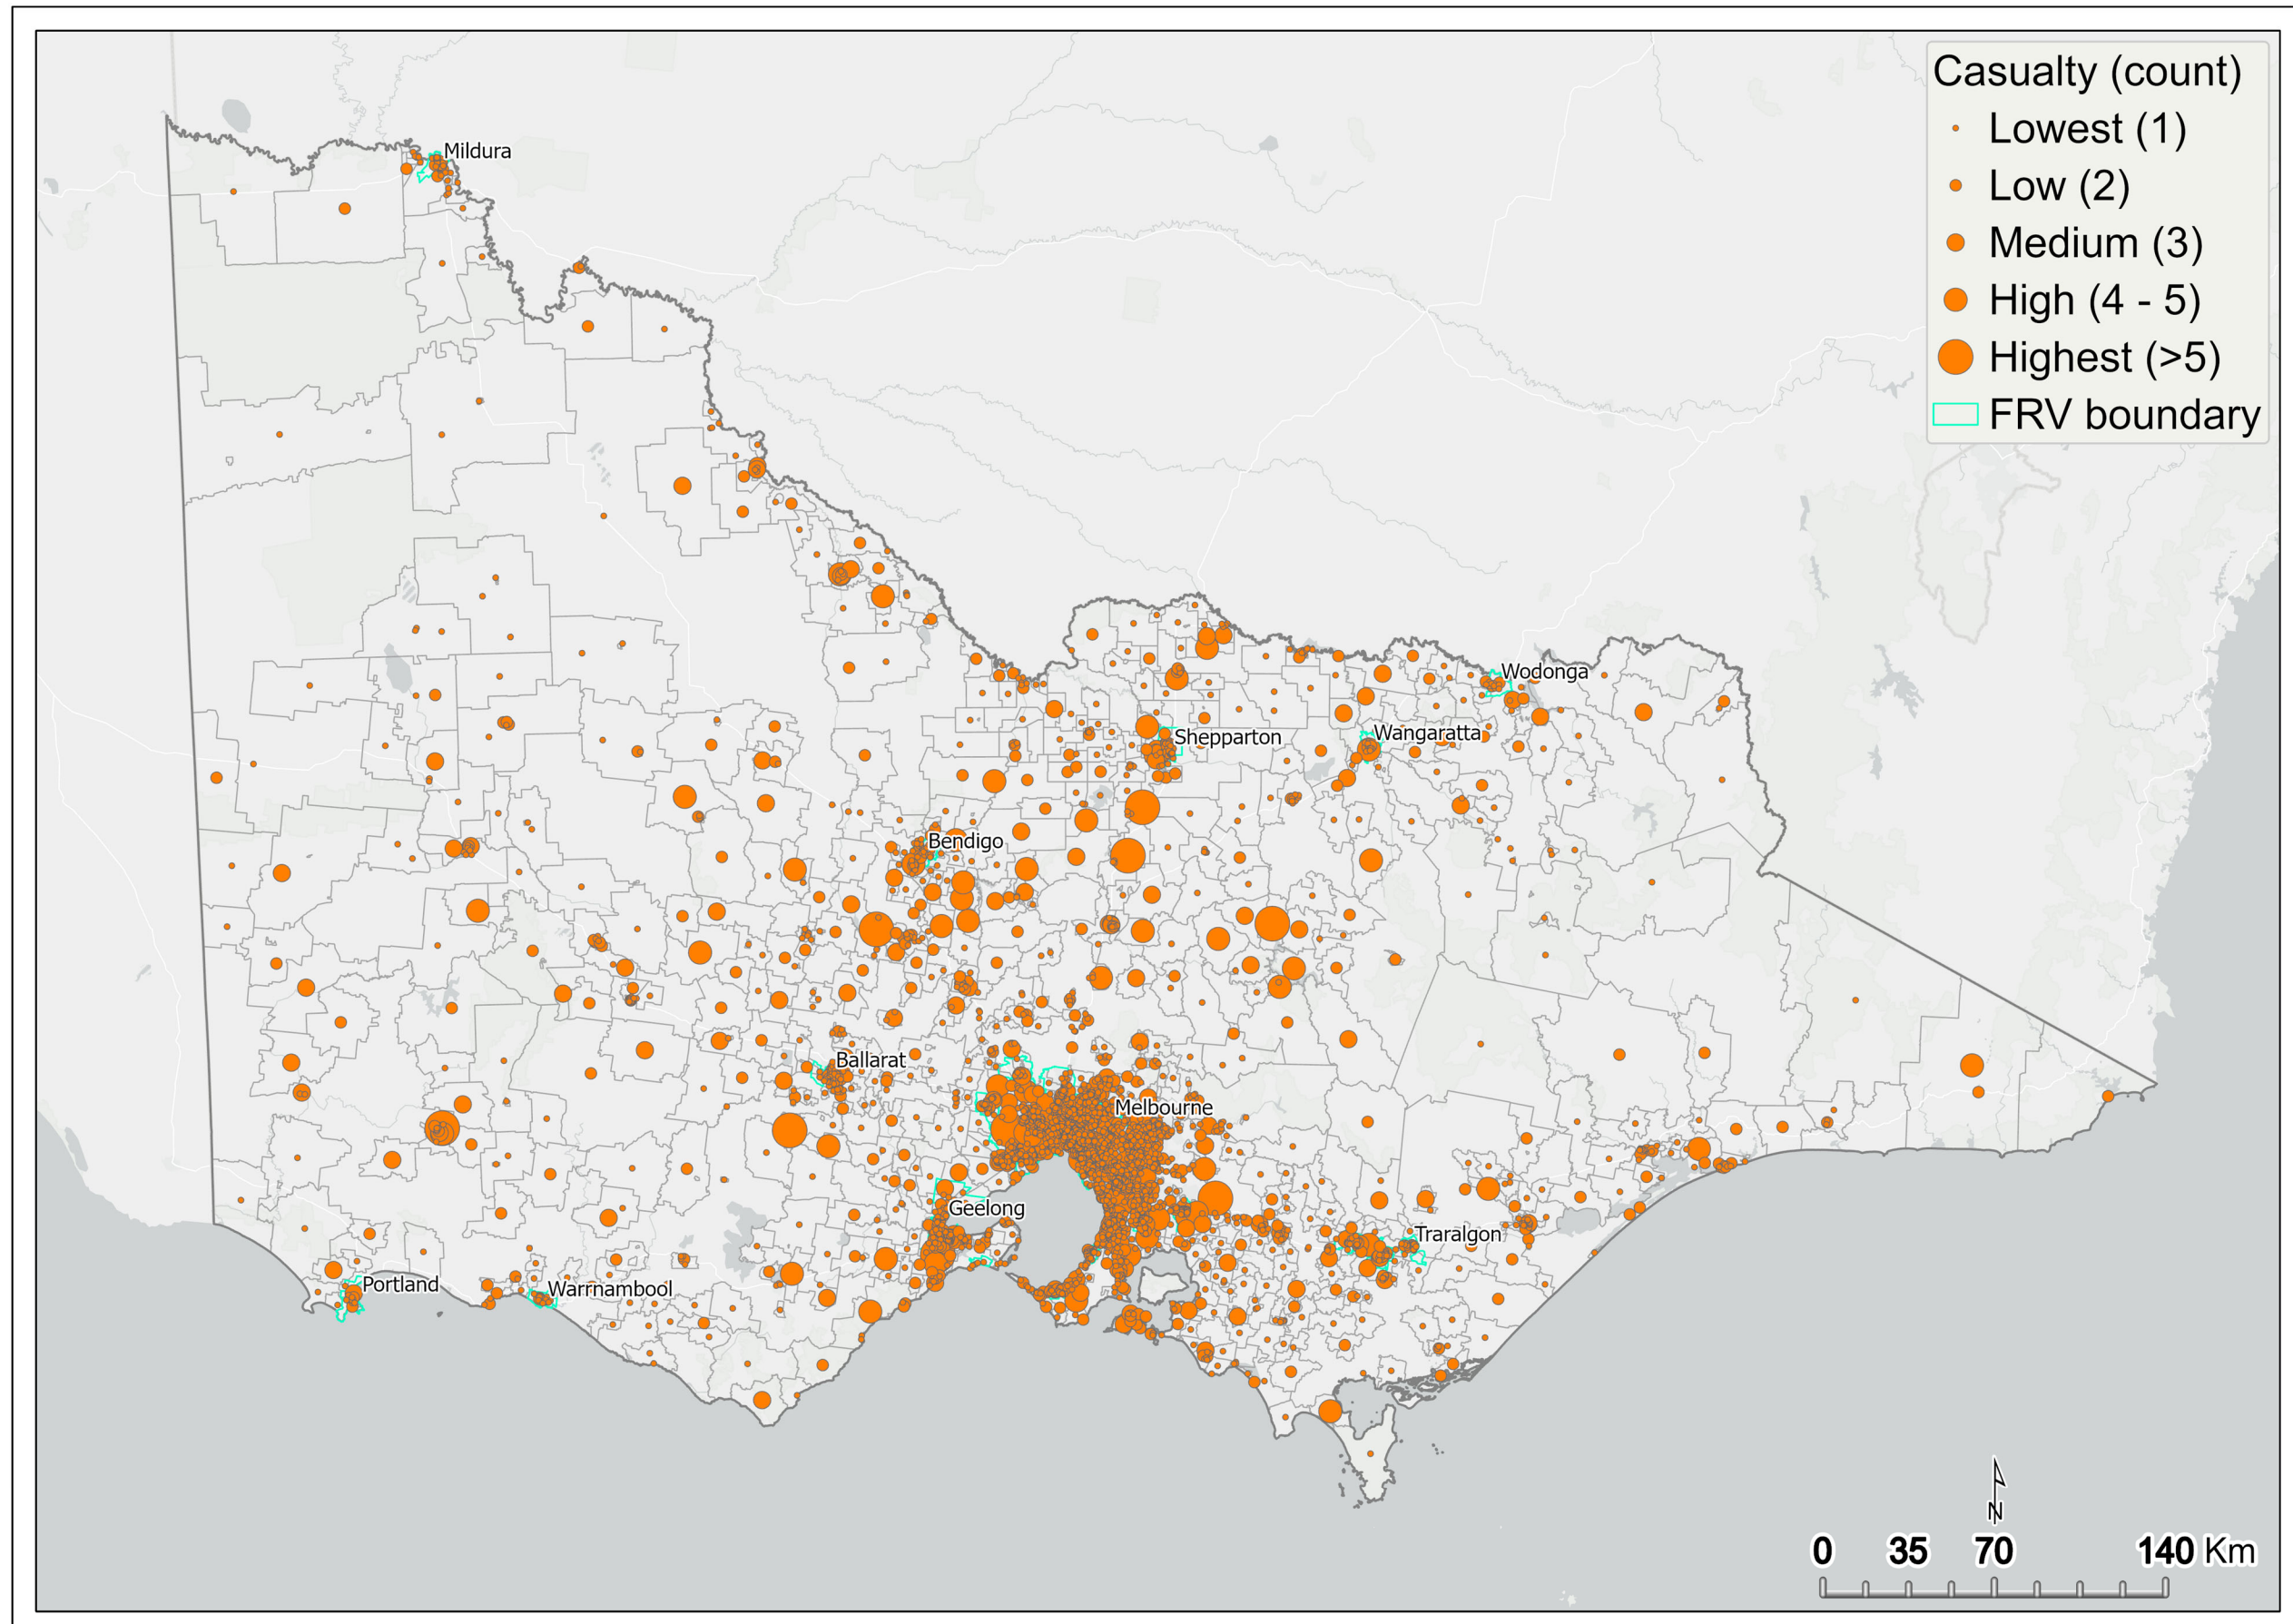 Casualty (count)
Lowest (1)
Low (2)
Medium (3)
High (4 - 5)
Highest (>5)
FRV boundary
Mildura
Wodonga
Wangaratta
Shepparton
Bendigo
Ballarat
Melbourne
Geelong
Traralgon
Portland
Warrnambool
N
0 35 70 140 Km